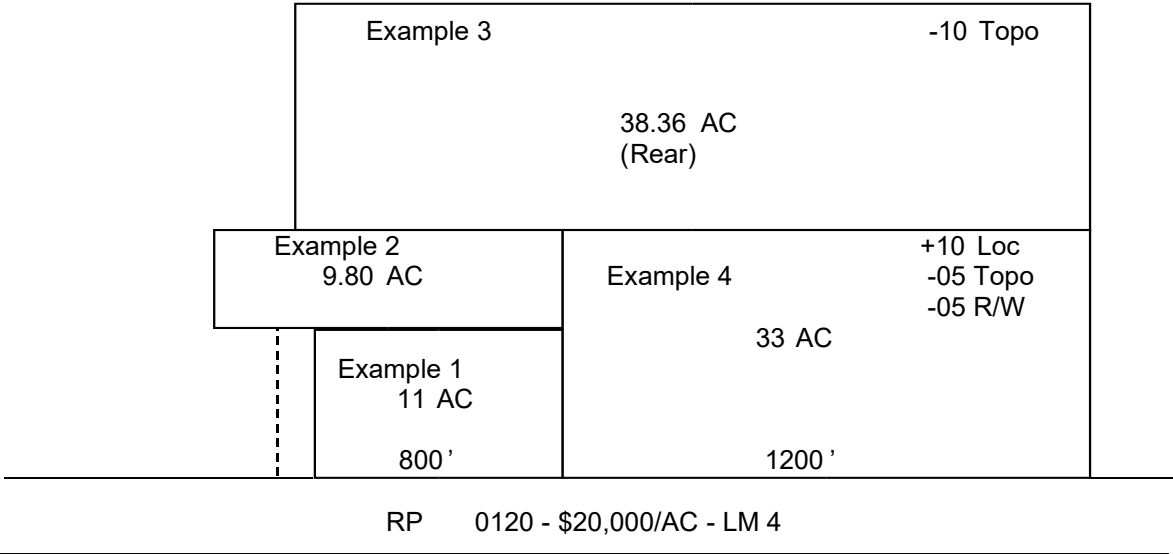 Example 3 -10 Topo
38.36 AC
(Rear)
Example 2 +10 Loc
9.80 AC Example 4 -05 Topo
-05 R/W
33 AC
Example 1
11 AC
800' 1200'
RP 0120 - $20,000/AC - LM 4